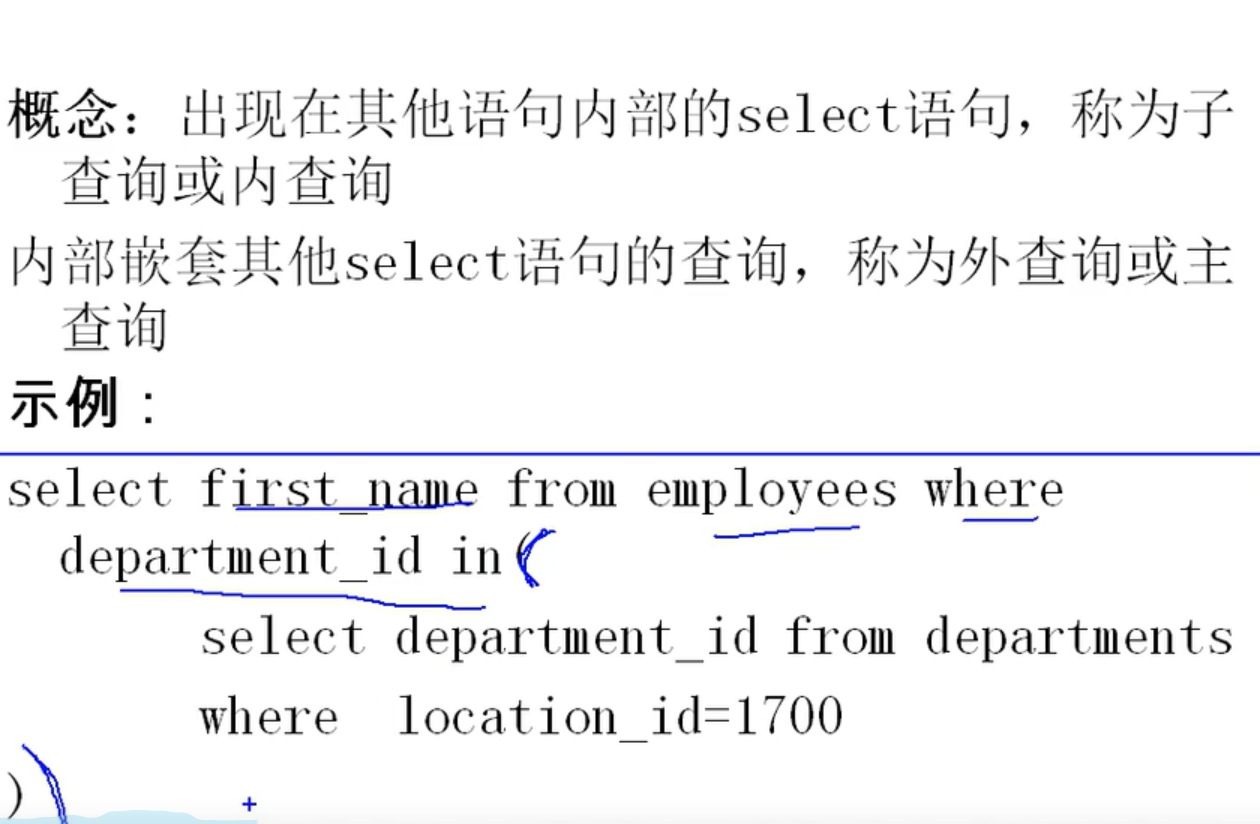 概念：出现在其他语句内部的select语句，称为子
查询或内查询
内部嵌套其他select语句的查询，称为外查询或主
查询
示例：
select first_name from employees where
department_id in(
select department_id from departments
where location_id=1700
)